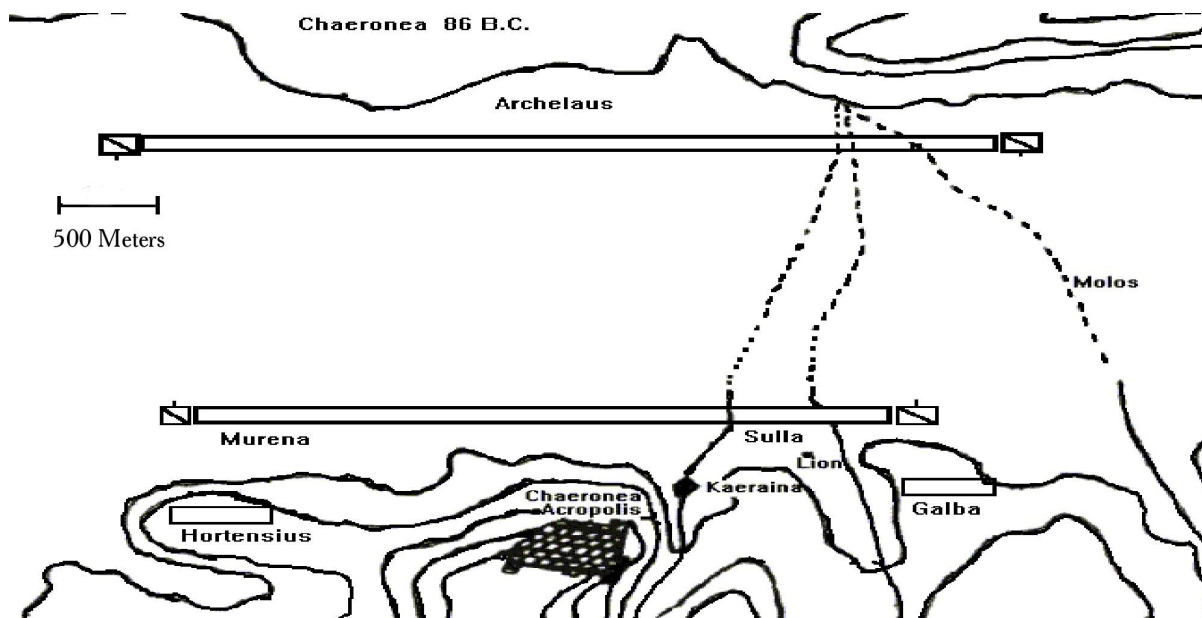 Chaeronea 86 B.C.
Archelaus
500 Meters
Molos
Murena
Sulla
Lion
Kaeraina
Chaeronea
Acropolis
Galba
Hortensius